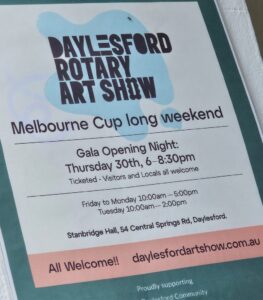 DAYLESFORD
ROTARY
ART SHOW
Melbourne Cup long weekend
Gala Opening Night:
Thursday 30th, 6-8:30pm
Ticketed - Visitors and Locals all welcome
Friday to Monday 10:00am - 5:00pm
Tuesday 10:00am - 2:00pm
Stanbridge Hall, 54 Central Springs Rd, Daylesford.
All Welcome!! daylesfordartshow.com.au
Proudly supporting
Daylesford Community